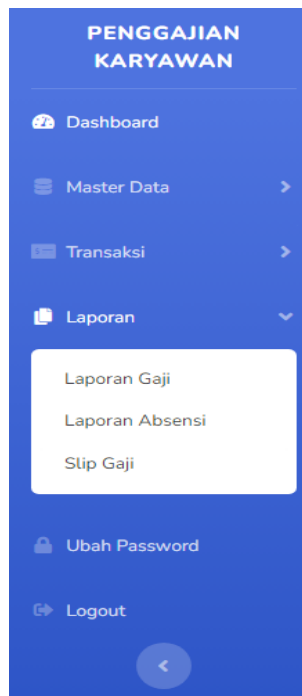 PENGGAJIAN
KARYAWAN
Dashboard
Master Data
Transaksi
Laporan
Laporan Gaji
Laporan Absensi
Slip Gaji
Ubah Password
Logout